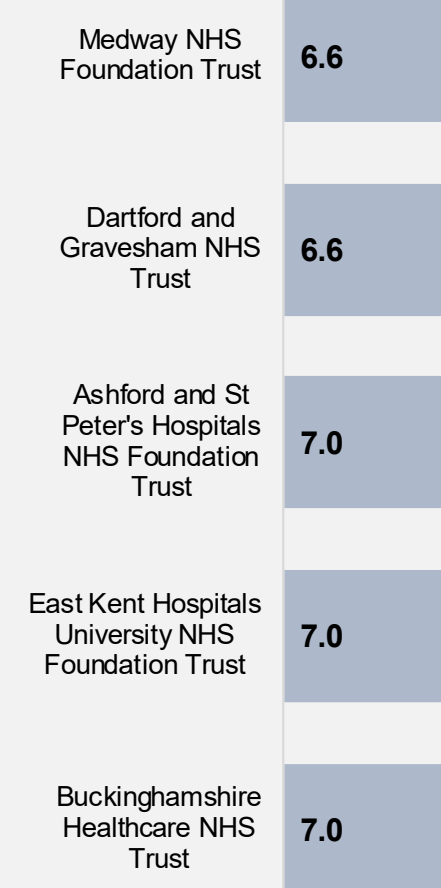 Medway NHS
Foundation Trust
6.6
Dartford and
Gravesham NHS
Trust
6.6
Ashford and St
Peter's Hospitals
NHS Foundation
Trust
7.0
East Kent Hospitals
University NHS
Foundation Trust
7.0
Buckinghamshire
Healthcare NHS
Trust
7.0